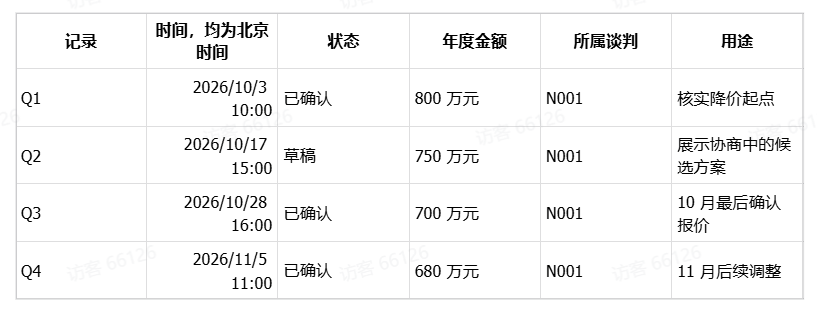 记录 时间，均为北京时间 状态 年度金额 所属谈判 用途
Q1 2026/10/3 10:00 已确认 800 万元 N001 核实降价起点
Q2 2026/10/17 15:00 草稿 750 万元 N001 展示协商中的候选方案
Q3 2026/10/28 16:00 已确认 700 万元 N001 10 月最后确认报价
Q4 2026/11/5 11:00 已确认 680 万元 N001 11 月后续调整
访客 66126